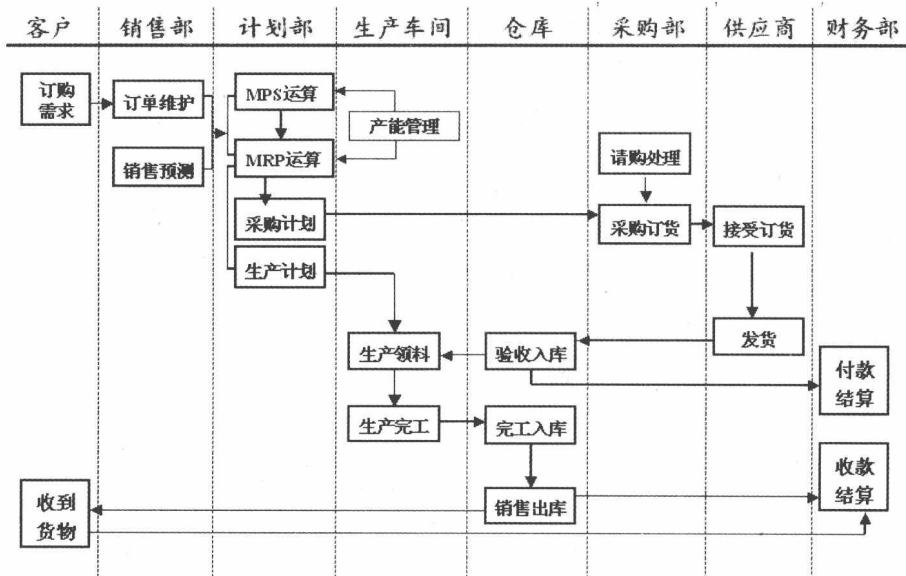 客户 销售部 计划部 生产车间 仓库 采购部 供应商 财务部
订购
需求
订单维护
MPS运算
产能管理
销售预测
MRP运算
请购处理
采购计划
采购订货
接受订货
生产计划
生产领料
验收入库
发货
付款
结算
生产完工
完工入库
收款
结算
收到
货物
销售出库